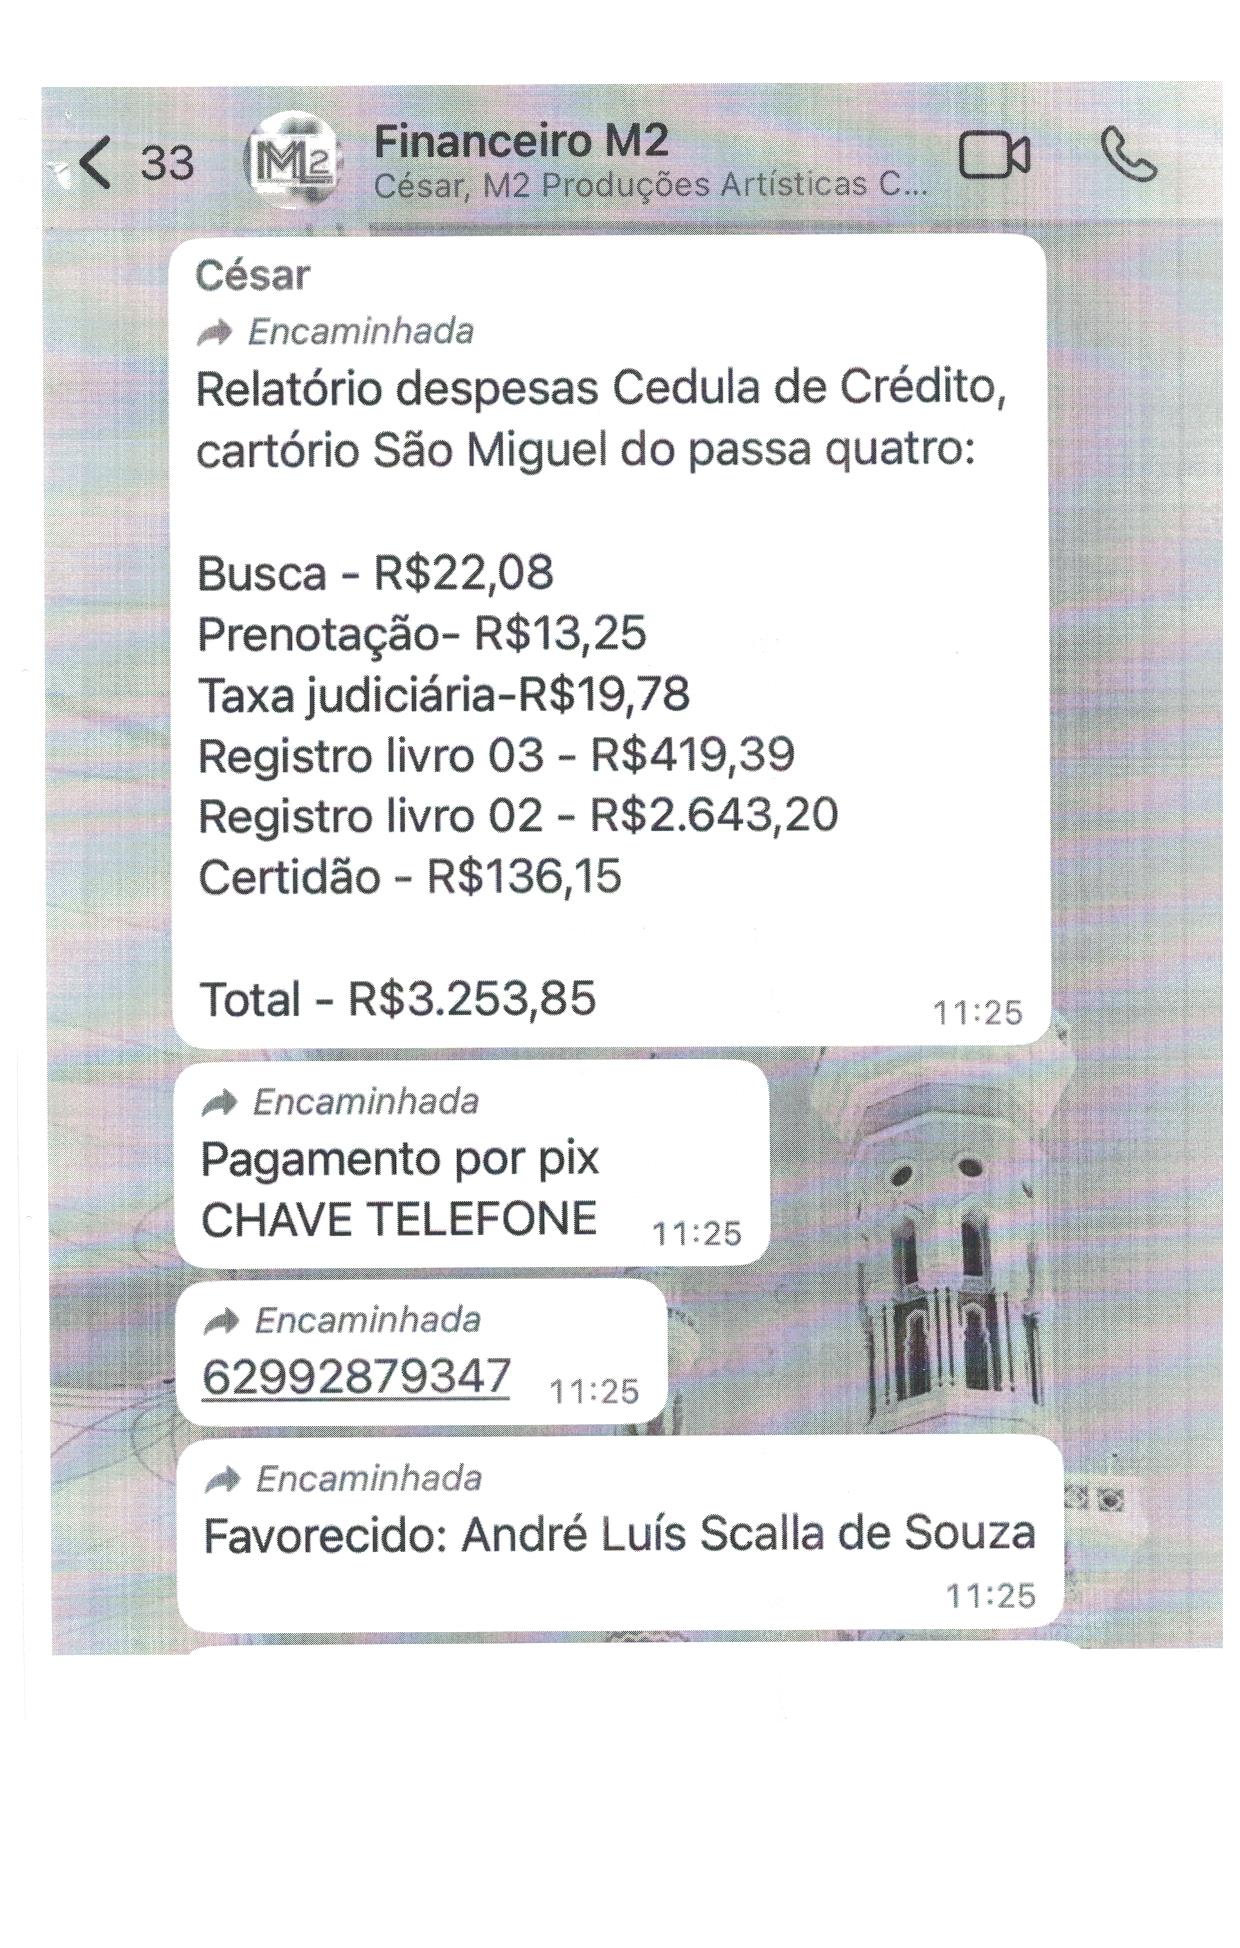 33
M2
Financeiro M2
César, M2 Produções Artísticas C...
César
Encaminhada
Relatório despesas Cedula de Crédito,
cartório São Miguel do passa quatro:
Busca - R$22,08
Prenotação- R$13,25
Taxa judiciária-R$19,78
Registro livro 03 - R$419,39
Registro livro 02 - R$2.643,20
Certidão - R$136,15
Total - R$3.253,85
11:25
Encaminhada
Pagamento por pix
CHAVE TELEFONE
11:25
Encaminhada
62992879347
11:25
Encaminhada
Favorecido: André Luís Scalla de Souza
11:25